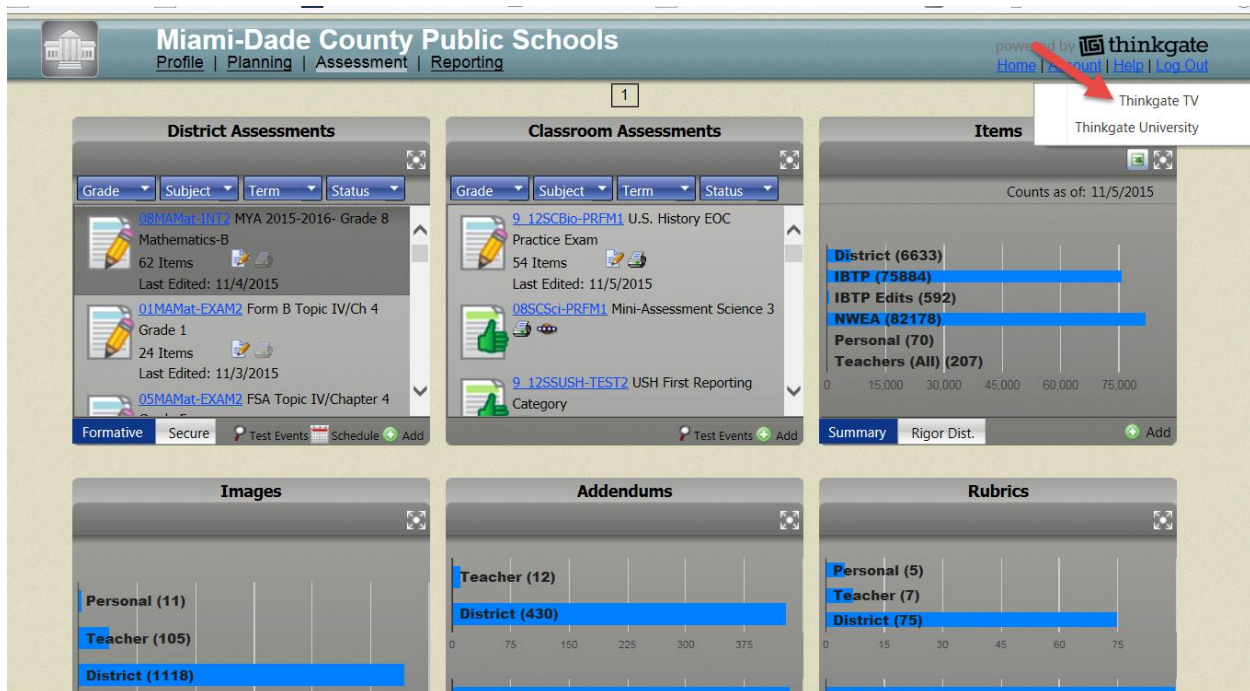 Miami-Dade County Public Schools
Profile | Planning | Assessment | Reporting
powered by thinkgate
Home | Account | Help | Log Out
Thinkgate TV
Thinkgate University
1
District Assessments
Grade Subject Term Status
08MAMat-INT2 MYA 2015-2016- Grade 8
Mathematics-B
62 Items
Last Edited: 11/4/2015
01MAMat-EXAM2 Form B Topic IV/Ch 4
Grade 1
24 Items
Last Edited: 11/3/2015
05MAMat-EXAM2 FSA Topic IV/Chapter 4
Formative Secure Test Events Schedule Add
Classroom Assessments
Grade Subject Term Status
9_12SCBio-PRFM1 U.S. History EOC
Practice Exam
54 Items
Last Edited: 11/5/2015
08SCSci-PRFM1 Mini-Assessment Science 3
9_12SSUSH-TEST2 USH First Reporting
Category
Test Events Add
Items
Counts as of: 11/5/2015
District (6633)
IBTP (75884)
IBTP Edits (592)
NWEA (82178)
Personal (70)
Teachers (All) (207)
0 15,000 30,000 45,000 60,000 75,000
Summary Rigor Dist. Add
Images
Personal (11)
Teacher (105)
District (1118)
Addendums
Teacher (12)
District (430)
0 75 150 225 300 375
Rubrics
Personal (5)
Teacher (7)
District (75)
0 15 30 45 60 75